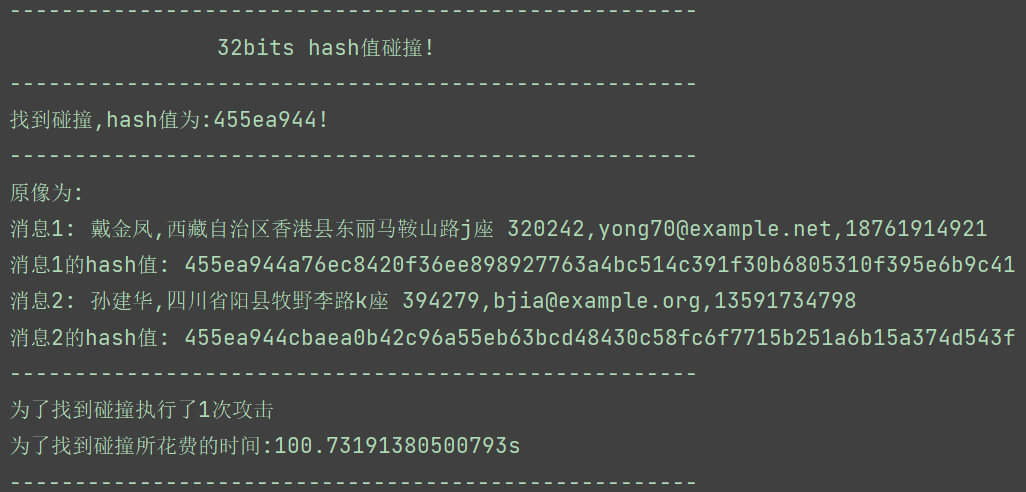 -----------------------------------------------------
32bits hash值碰撞!
-----------------------------------------------------
找到碰撞,hash值为:455ea944!
-----------------------------------------------------
原像为:
消息1: 戴金凤,西藏自治区香港县东丽马鞍山路j座 320242,yong70@example.net,18761914921
消息1的hash值: 455ea944a76ec8420f36ee898927763a4bc514c391f30b6805310f395e6b9c41
消息2: 孙建华,四川省阳县牧野李路k座 394279,bjia@example.org,13591734798
消息2的hash值: 455ea944cbaea0b42c96a55eb63bcd48430c58fc6f7715b251a6b15a374d543f
-----------------------------------------------------
为了找到碰撞执行了1次攻击
为了找到碰撞所花费的时间:100.73191380500793s
-----------------------------------------------------